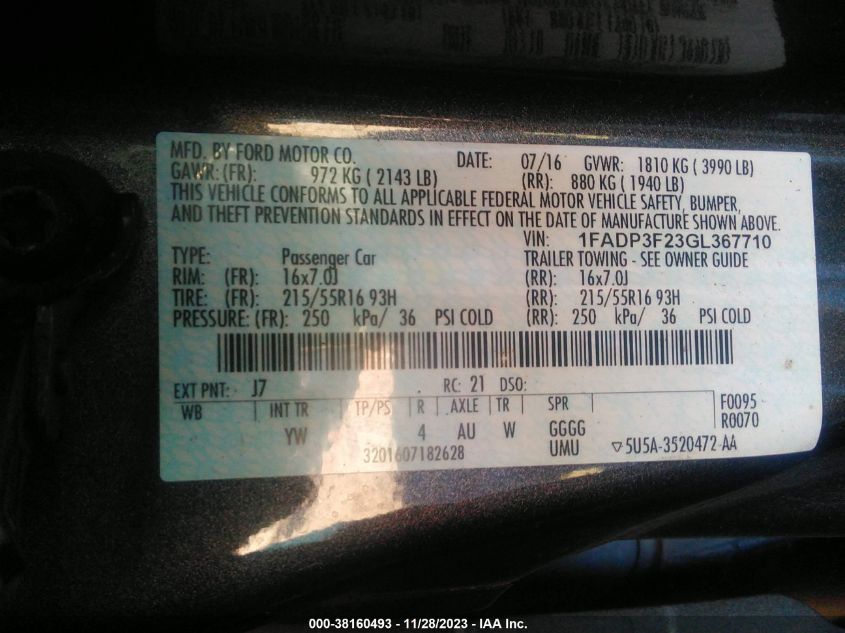 MFD. BY FORD MOTOR CO. DATE: 07/16 GVWR: 1810 KG ( 3990 LB)
GAWR:(FR): 972 KG ( 2143 LB) (RR): 880 KG ( 1940 LB)
THIS VEHICLE CONFORMS TO ALL APPLICABLE FEDERAL MOTOR VEHICLE SAFETY, BUMPER,
AND THEFT PREVENTION STANDARDS IN EFFECT ON THE DATE OF MANUFACTURE SHOWN ABOVE.
VIN: 1FADP3F23GL367710
TYPE: Passenger Car TRAILER TOWING - SEE OWNER GUIDE
RIM: (FR): 16x7.0J (RR): 16x7.0J
TIRE: (FR): 215/55R16 93H (RR): 215/55R16 93H
PRESSURE: (FR): 250 kPa/ 36 PSI COLD (RR): 250 kPa/ 36 PSI COLD
EXT PNT: J7 RC: 21 DSO:
WB INT TR TP/PS R AXLE TR SPR F0095
YW 4 AU W GGGG R0070
3201607182628 UMU ▽5U5A-3520472-AA
000-38160493 - 11/28/2023 - IAA Inc.